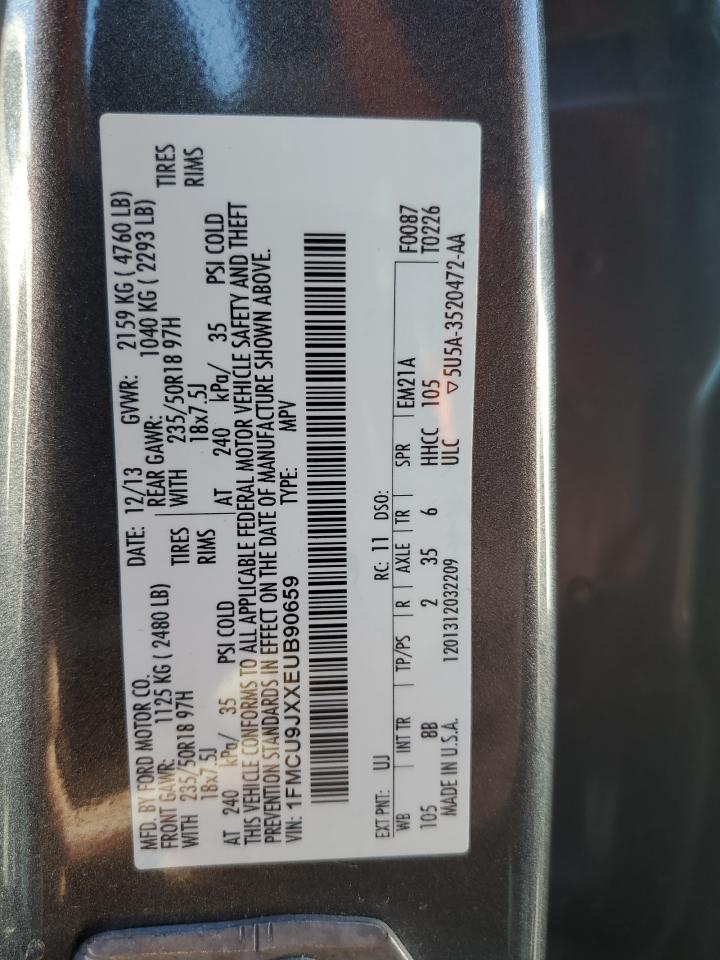 MFD. BY FORD MOTOR CO. DATE: 12/13 GVWR: 2159 KG ( 4760 LB)
FRONT GAWR: 1125 KG ( 2480 LB) REAR GAWR: 1040 KG ( 2293 LB)
WITH 235/50R18 97H TIRES WITH 235/50R18 97H TIRES
18x7.5J RIMS 18x7.5J RIMS
AT 240 kPa/ 35 PSI COLD AT 240 kPa/ 35 PSI COLD
THIS VEHICLE CONFORMS TO ALL APPLICABLE FEDERAL MOTOR VEHICLE SAFETY AND THEFT
PREVENTION STANDARDS IN EFFECT ON THE DATE OF MANUFACTURE SHOWN ABOVE.
VIN: 1FMCU9JXXEUB90659 TYPE: MPV
EXT PNT: UJ RC: 11 DSO: F0087
WB INT TR TP/PS R AXLE TR SPR EM21A T0226
105 8B 2 35 6 HHCC 105
MADE IN U.S.A. 1201312032209 ULC ▽5U5A-3520472-AA